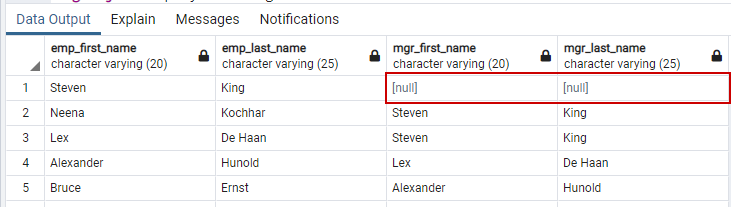 Data Output Explain Messages Notifications
emp_first_name emp_last_name mgr_first_name mgr_last_name
character varying (20) character varying (25) character varying (20) character varying (25)
1 Steven King [null] [null]
2 Neena Kochhar Steven King
3 Lex De Haan Steven King
4 Alexander Hunold Lex De Haan
5 Bruce Ernst Alexander Hunold